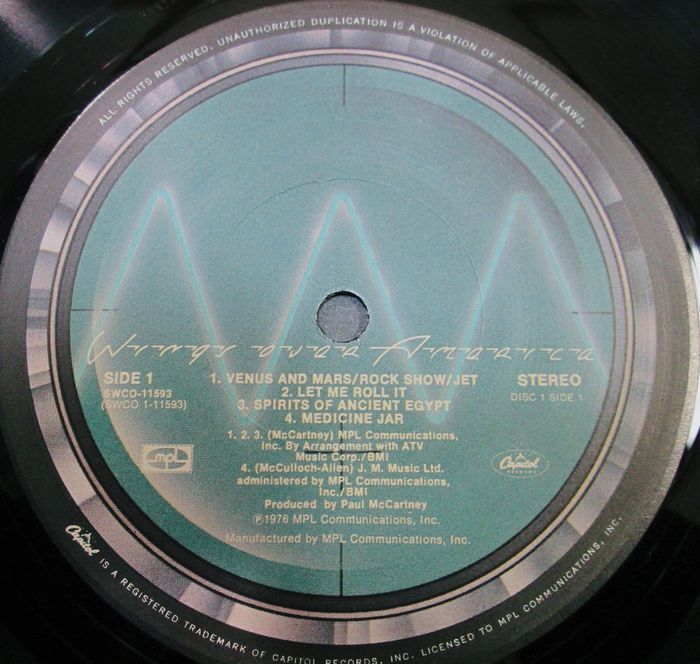 ALL RIGHTS RESERVED. UNAUTHORIZED DUPLICATION IS A VIOLATION OF APPLICABLE LAWS.
Wings over America
SIDE 1
SWCO-11593
(SWCO 1-11593)
1. VENUS AND MARS/ROCK SHOW/JET
2. LET ME ROLL IT
3. SPIRITS OF ANCIENT EGYPT
4. MEDICINE JAR
STEREO
DISC 1 SIDE 1
1. 2. 3. (McCartney) MPL Communications,
Inc. By Arrangement with ATV
Music Corp./BMI
4. (McCulloch-Allen) J. M. Music Ltd.
administered by MPL Communications,
Inc./BMI
Produced by Paul McCartney
℗1976 MPL Communications, Inc.
Manufactured by MPL Communications, Inc.
mpl
Capitol
RECORDS
Capitol IS A REGISTERED TRADEMARK OF CAPITOL RECORDS, INC. LICENSED TO MPL COMMUNICATIONS, INC.